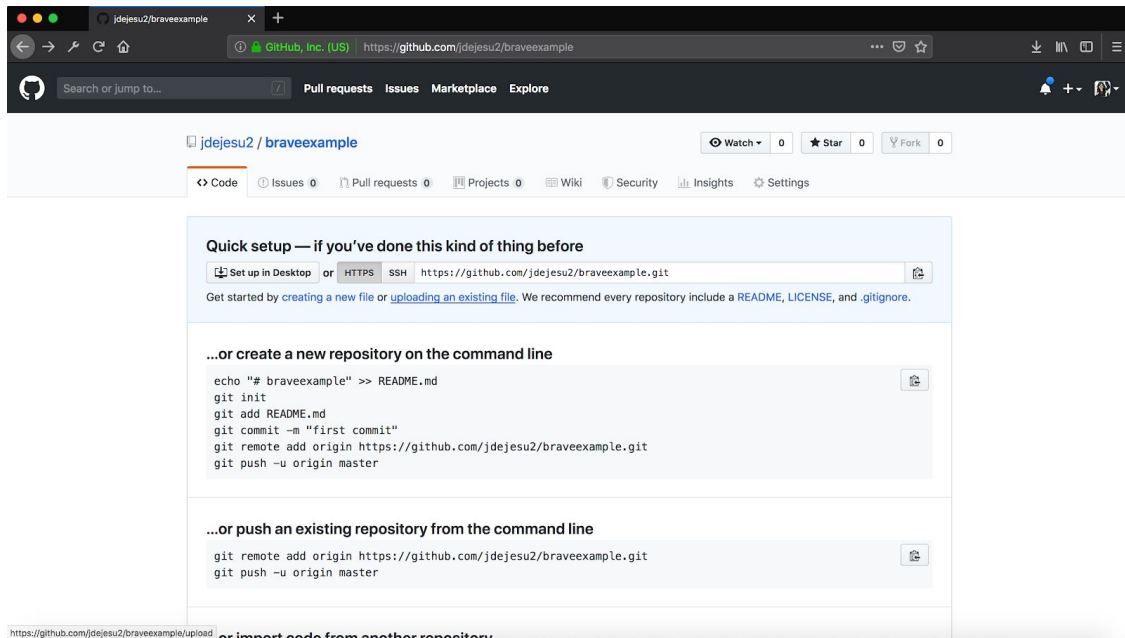 jdejesu2/braveexample
GitHub, Inc. (US) https://github.com/jdejesu2/braveexample
Search or jump to... / Pull requests Issues Marketplace Explore
jdejesu2 / braveexample Watch 0 Star 0 Fork 0
<> Code Issues 0 Pull requests 0 Projects 0 Wiki Security Insights Settings
Quick setup — if you've done this kind of thing before
Set up in Desktop or HTTPS SSH https://github.com/jdejesu2/braveexample.git
Get started by creating a new file or uploading an existing file. We recommend every repository include a README, LICENSE, and .gitignore.
...or create a new repository on the command line
echo "# braveexample" >> README.md
git init
git add README.md
git commit -m "first commit"
git remote add origin https://github.com/jdejesu2/braveexample.git
git push -u origin master
...or push an existing repository from the command line
git remote add origin https://github.com/jdejesu2/braveexample.git
git push -u origin master
https://github.com/jdejesu2/braveexample/upload or import code from another repository